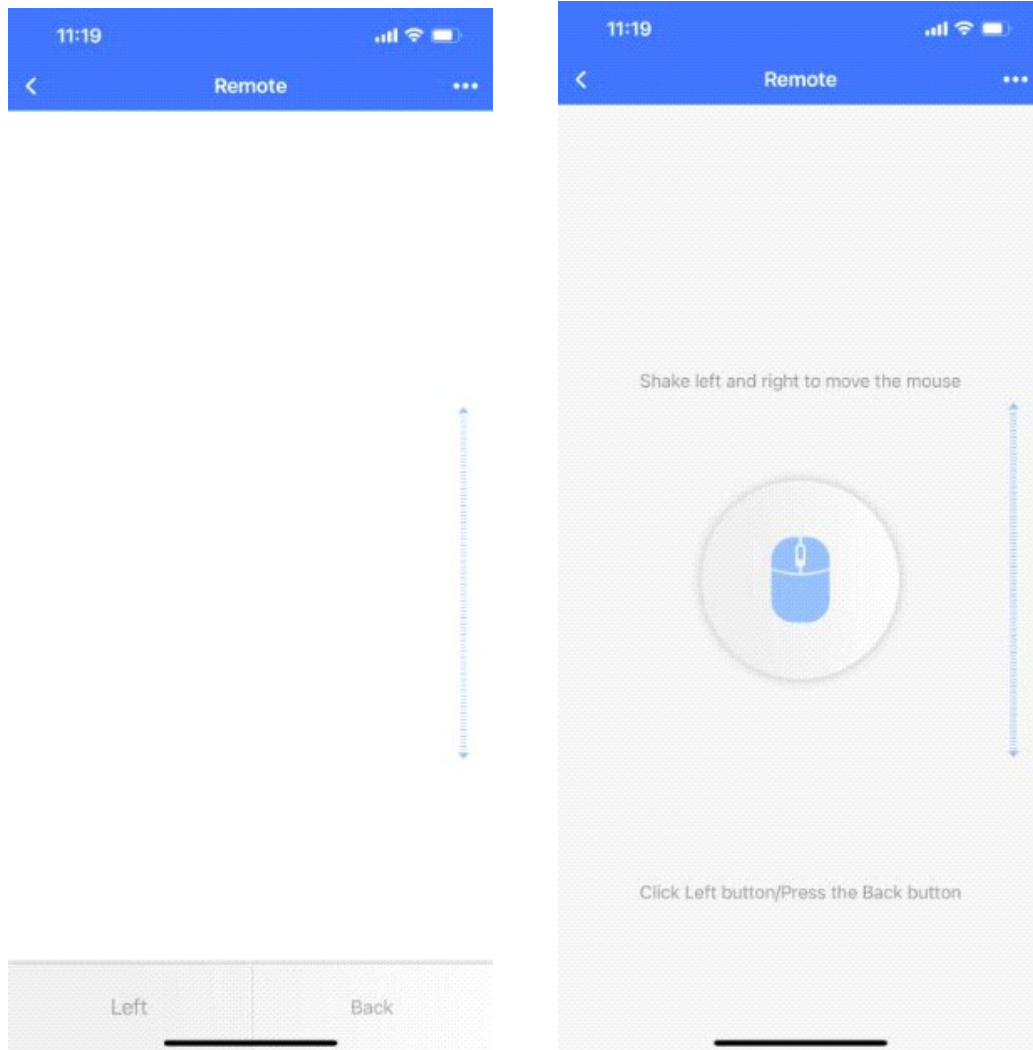 11:19
Remote
Left
Back
11:19
Remote
Shake left and right to move the mouse
Click Left button/Press the Back button